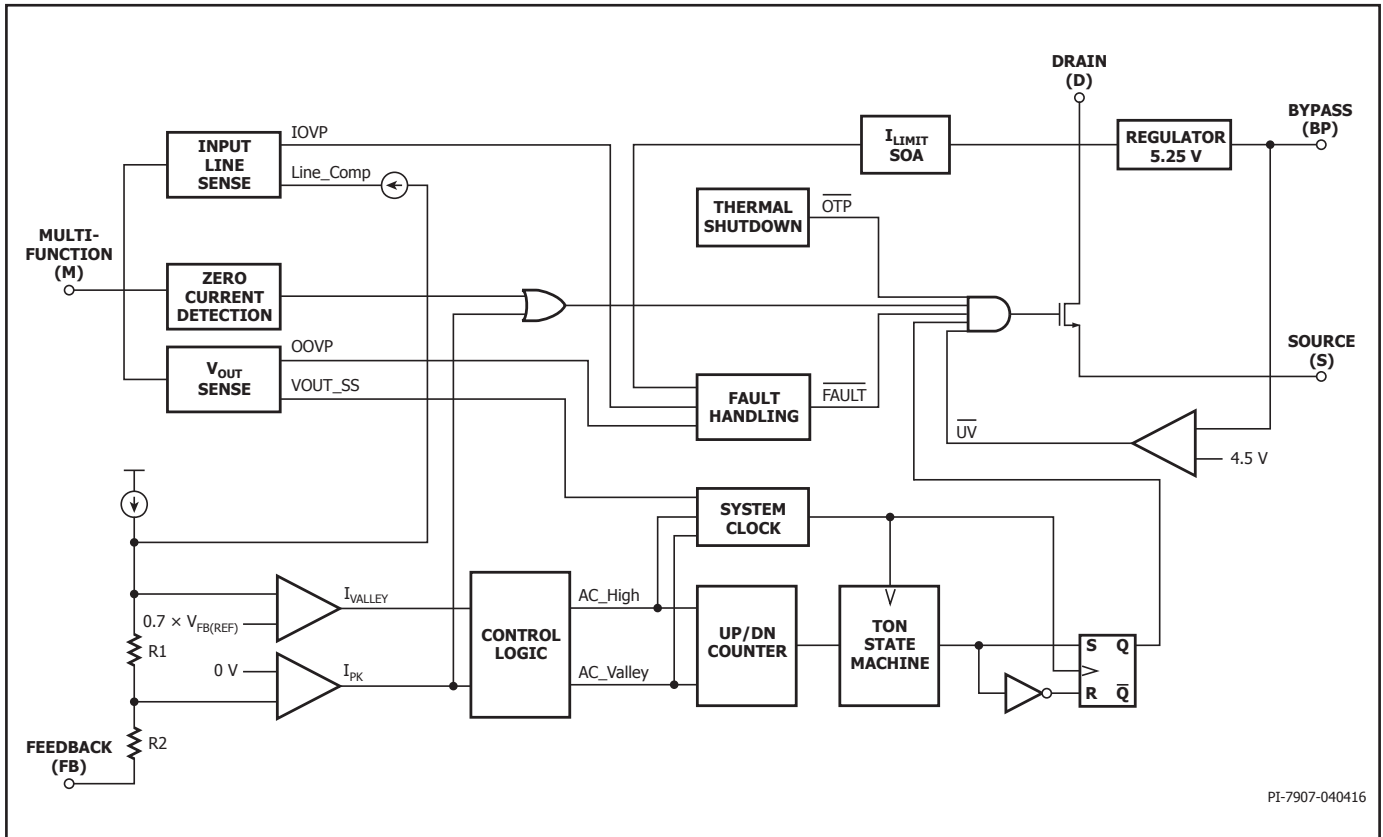 DRAIN
(D)
BYPASS
(BP)
INPUT
LINE
SENSE
IOVP
Line_Comp
I_LIMIT
SOA
REGULATOR
5.25 V
THERMAL
SHUTDOWN
OTP
MULTI-
FUNCTION
(M)
ZERO
CURRENT
DETECTION
SOURCE
(S)
V_OUT
SENSE
OOVP
VOUT_SS
FAULT
HANDLING
FAULT
UV
4.5 V
SYSTEM
CLOCK
0.7 × V_FB(REF)
I_VALLEY
R1
0 V
I_PK
CONTROL
LOGIC
AC_High
AC_Valley
UP/DN
COUNTER
TON
STATE
MACHINE
S Q
R Q̅
R2
FEEDBACK
(FB)
PI-7907-040416